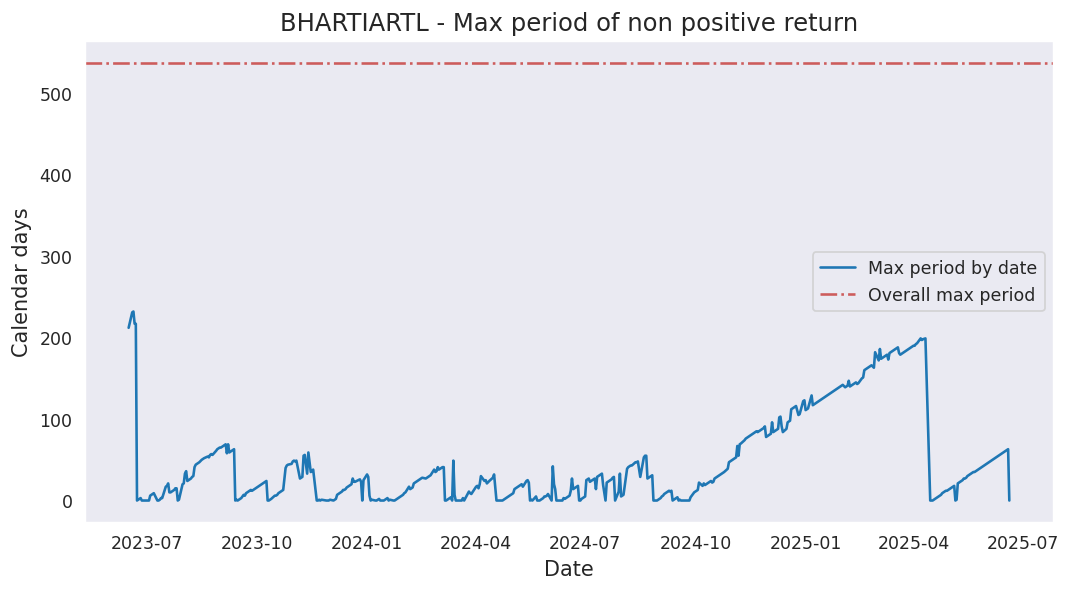 BHARTIARTL - Max period of non positive return
Calendar days
500
400
300
200
100
0
Max period by date
Overall max period
2023-07 2023-10 2024-01 2024-04 2024-07 2024-10 2025-01 2025-04 2025-07
Date